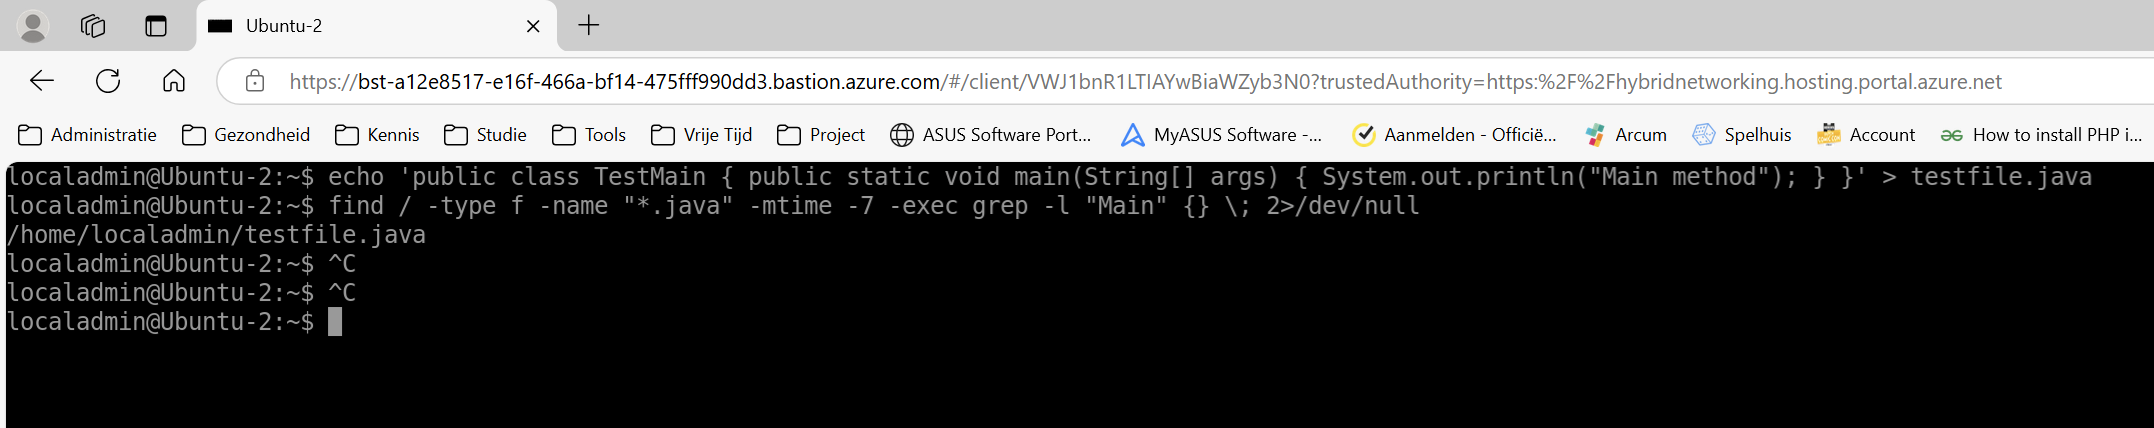 Ubuntu-2
https://bst-a12e8517-e16f-466a-bf14-475fff990dd3.bastion.azure.com/#/client/VWJ1bnR1LTIAYwBiaWZyb3N0?trustedAuthority=https:%2F%2Fhybridnetworking.hosting.portal.azure.net
Administratie Gezondheid Kennis Studie Tools Vrije Tijd Project ASUS Software Port... MyASUS Software -... Aanmelden - Officië... Arcum Spelhuis Account How to install PHP i...
localadmin@Ubuntu-2:~$ echo 'public class TestMain { public static void main(String[] args) { System.out.println("Main method"); } }' > testfile.java
localadmin@Ubuntu-2:~$ find / -type f -name "*.java" -mtime -7 -exec grep -l "Main" {} \; 2>/dev/null
/home/localadmin/testfile.java
localadmin@Ubuntu-2:~$ ^C
localadmin@Ubuntu-2:~$ ^C
localadmin@Ubuntu-2:~$